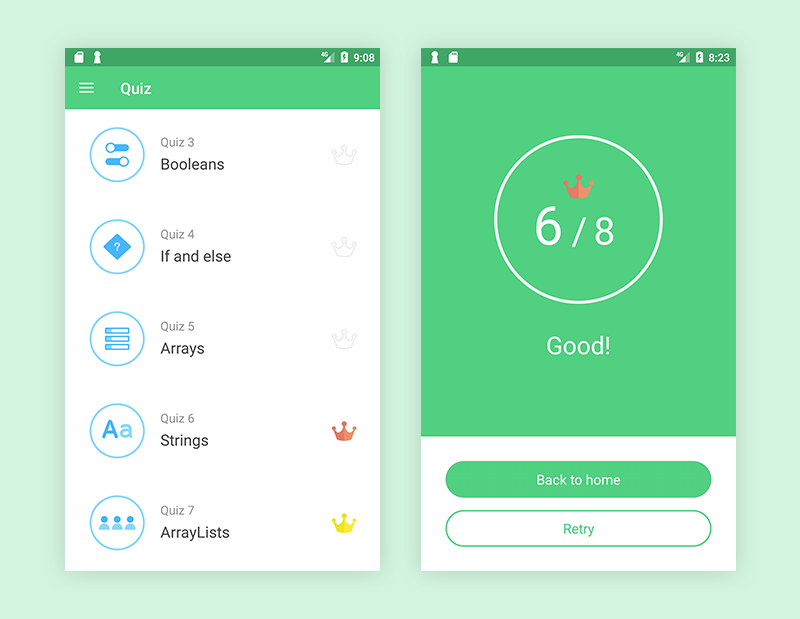 4G 9:08
Quiz
Quiz 3
Booleans
?
Quiz 4
If and else
Quiz 5
Arrays
Aa
Quiz 6
Strings
Quiz 7
ArrayLists
4G 8:23
6 / 8
Good!
Back to home
Retry